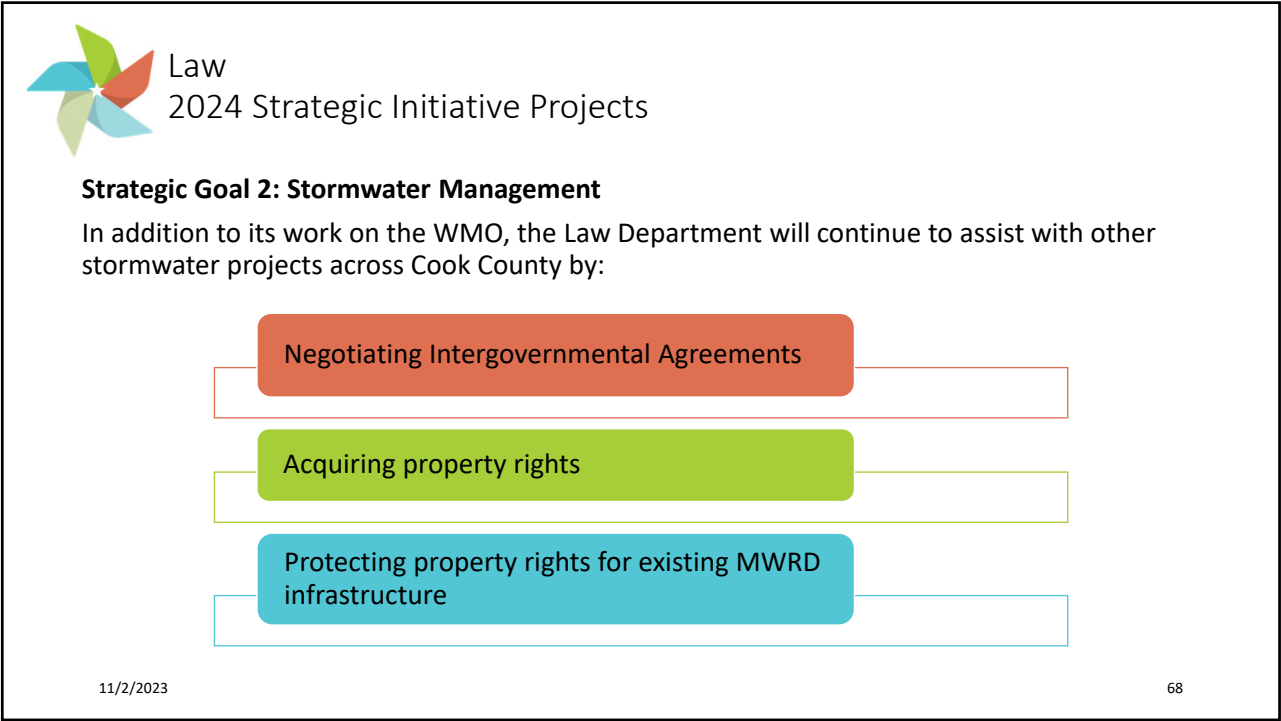 Law
2024 Strategic Initiative Projects
Strategic Goal 2: Stormwater Management
In addition to its work on the WMO, the Law Department will continue to assist with other
stormwater projects across Cook County by:
Negotiating Intergovernmental Agreements
Acquiring property rights
Protecting property rights for existing MWRD
infrastructure
11/2/2023
68